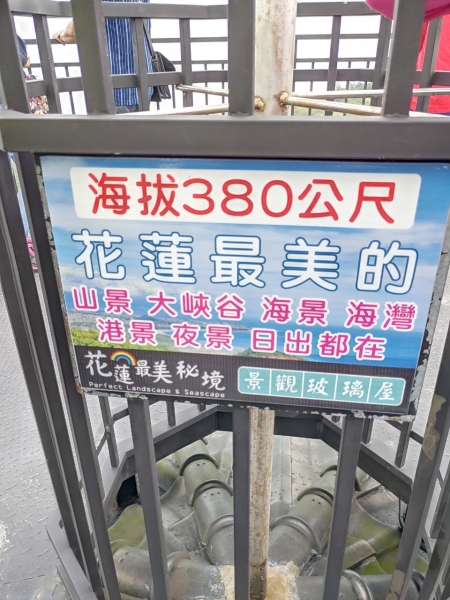 海拔380公尺
花蓮最美的
山景 大峽谷 海景 海灣
港景 夜景 日出都在
花蓮最美秘境 景觀玻璃屋
Perfect Landscape & Seascape